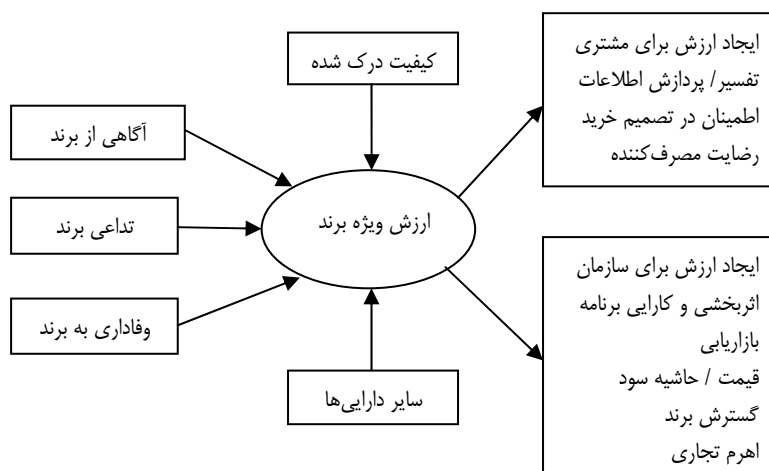 ایجاد ارزش برای مشتری
تفسیر/ پردازش اطلاعات
اطمینان در تصمیم خرید
رضایت مصرف‌کننده
کیفیت درک شده
آگاهی از برند
تداعی برند
وفاداری به برند
ارزش ویژه برند
سایر دارایی‌ها
ایجاد ارزش برای سازمان
اثربخشی و کارایی برنامه
بازاریابی
قیمت / حاشیه سود
گسترش برند
اهرم تجاری